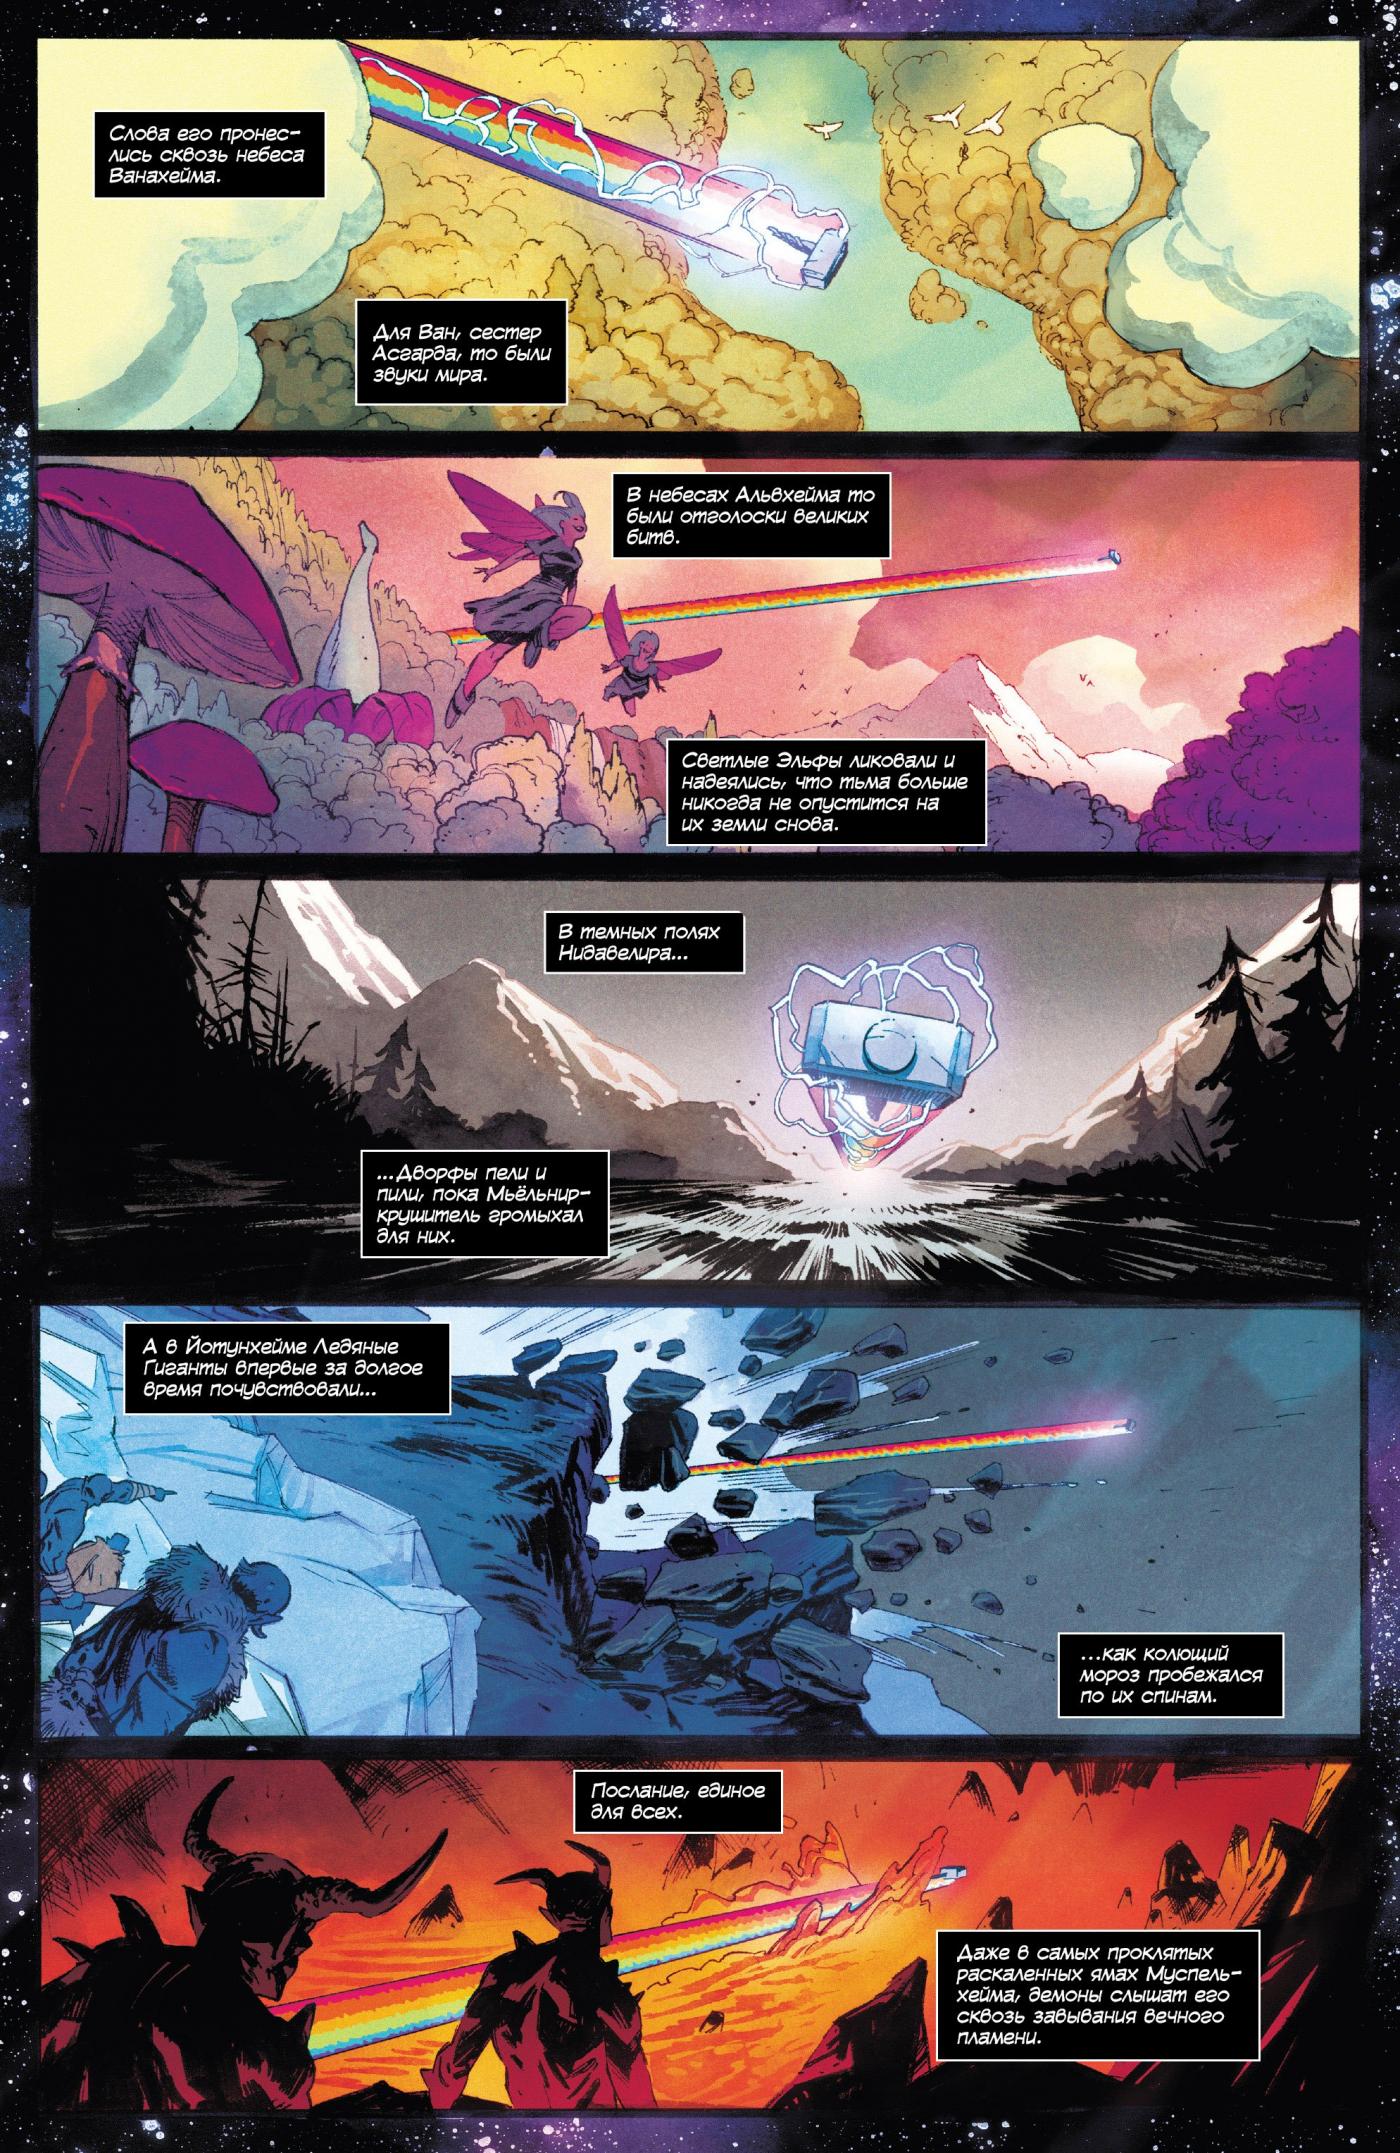 Слова его пронес-
лись сквозь небеса
Ванахейма.
Для Ван, сестер
Асгарда, то были
звуки мира.
В небесах Альвхейма то
были отголоски великих
битв.
Светлые Эльфы ликовали и
надеялись, что тьма больше
никогда не опустится на
их земли снова.
В темных полях
Нидавелира...
...Дворфы пели и
пили, пока Мьёльнир-
крушитель громыхал
для них.
А в Йотунхейме Ледяные
Гиганты впервые за долгое
время почувствовали...
...как колющий
мороз пробежался
по их спинам.
Послание, единое
для всех.
Даже в самых проклятых
раскаленных ямах Муспель-
хейма, демоны слышат его
сквозь завывания вечного
пламени.